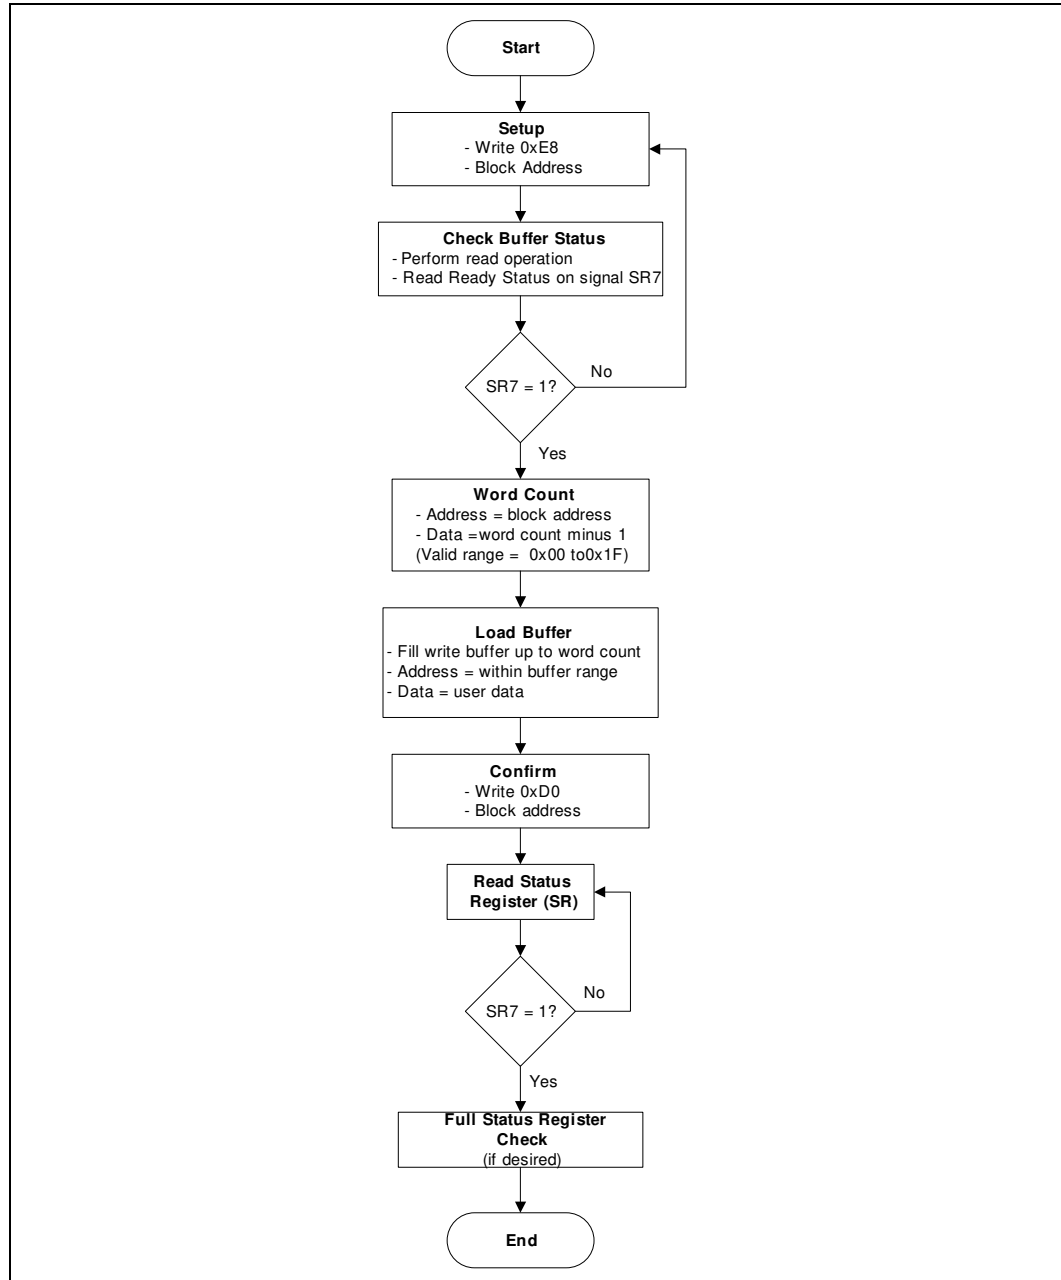 Start
Setup
- Write 0xE8
- Block Address
Check Buffer Status
- Perform read operation
- Read Ready Status on signal SR7
SR7 = 1?
No
Yes
Word Count
- Address = block address
- Data =word count minus 1
(Valid range = 0x00 to0x1F)
Load Buffer
- Fill write buffer up to word count
- Address = within buffer range
- Data = user data
Confirm
- Write 0xD0
- Block address
Read Status
Register (SR)
No
SR7 = 1?
Yes
Full Status Register
Check
(if desired)
End